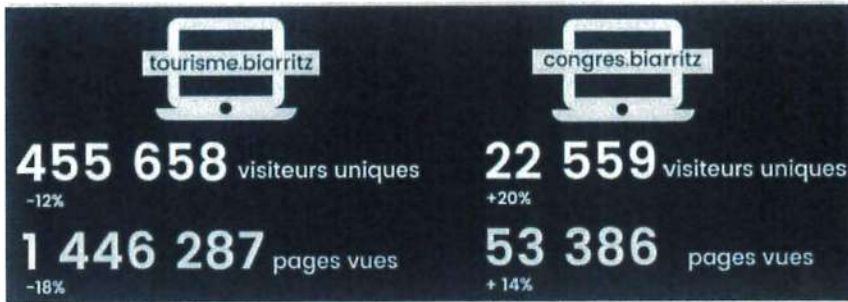 tourisme.biarritz
455 658 visiteurs uniques
-12%
1 446 287 pages vues
-18%
congres.biarritz
22 559 visiteurs uniques
+20%
53 386 pages vues
+ 14%